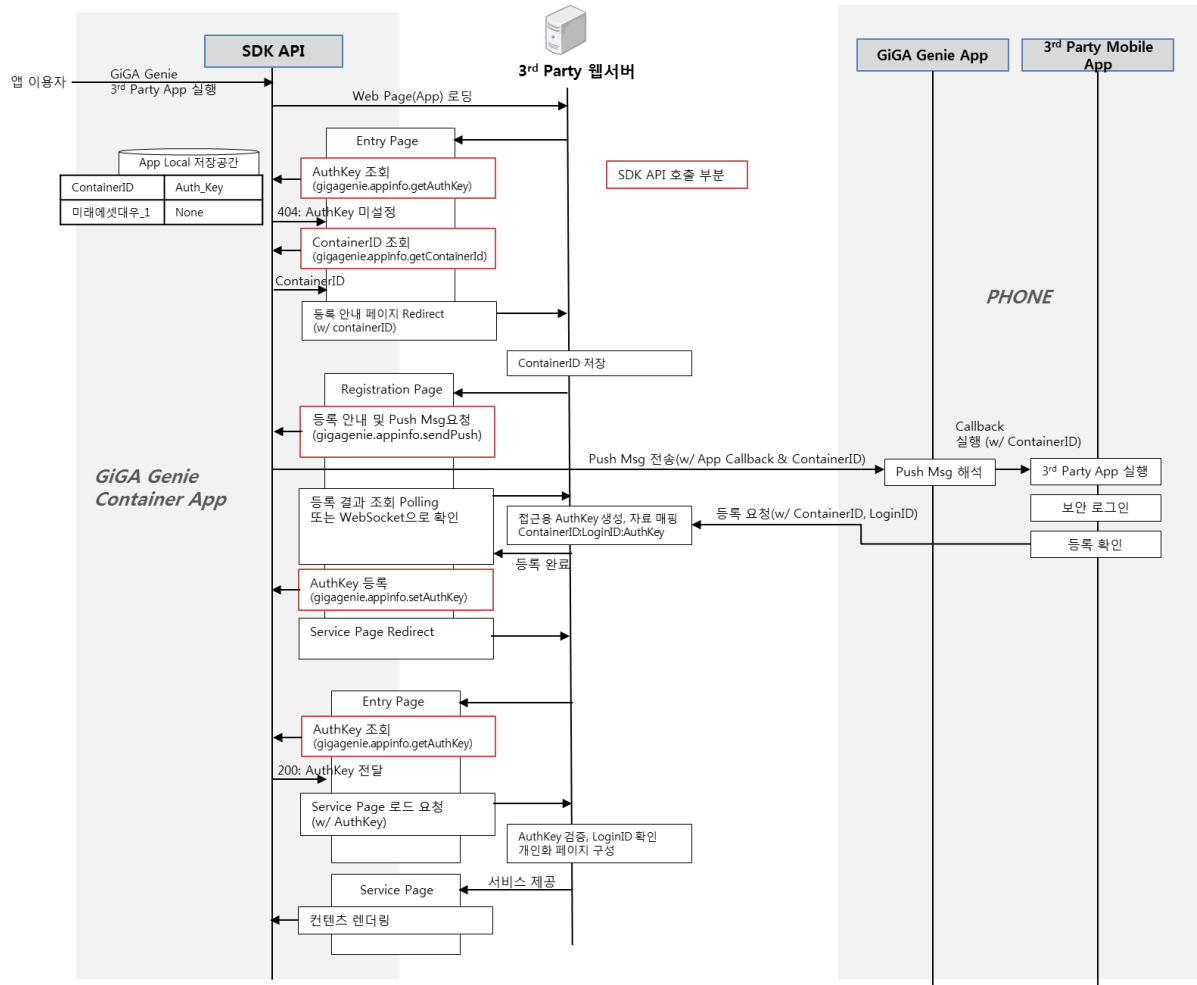 SDK API
3rd Party 웹서버
GiGA Genie App
3rd Party Mobile
App
앱 이용자
GiGA Genie
3rd Party App 실행
Web Page(App) 로딩
Entry Page
App Local 저장공간
ContainerID
Auth_Key
미래에셋대우_1
None
AuthKey 조회
(gigagenie.appinfo.getAuthKey)
SDK API 호출 부분
404: AuthKey 미설정
ContainerID 조회
(gigagenie.appinfo.getContainerId)
ContainerID
PHONE
등록 안내 페이지 Redirect
(w/ containerID)
ContainerID 저장
Registration Page
등록 안내 및 Push Msg요청
(gigagenie.appinfo.sendPush)
Callback
실행 (w/ ContainerID)
GiGA Genie
Container App
Push Msg 전송(w/ App Callback & ContainerID)
Push Msg 해석
3rd Party App 실행
등록 결과 조회 Polling
또는 WebSocket으로 확인
보안 로그인
접근용 AuthKey 생성, 자료 매핑
ContainerID:LoginID:AuthKey
등록 요청(w/ ContainerID, LoginID)
등록 확인
등록 완료
AuthKey 등록
(gigagenie.appinfo.setAuthKey)
Service Page Redirect
Entry Page
AuthKey 조회
(gigagenie.appinfo.getAuthKey)
200: AuthKey 전달
Service Page 로드 요청
(w/ AuthKey)
AuthKey 검증, LoginID 확인
개인화 페이지 구성
Service Page
서비스 제공
컨텐츠 렌더링